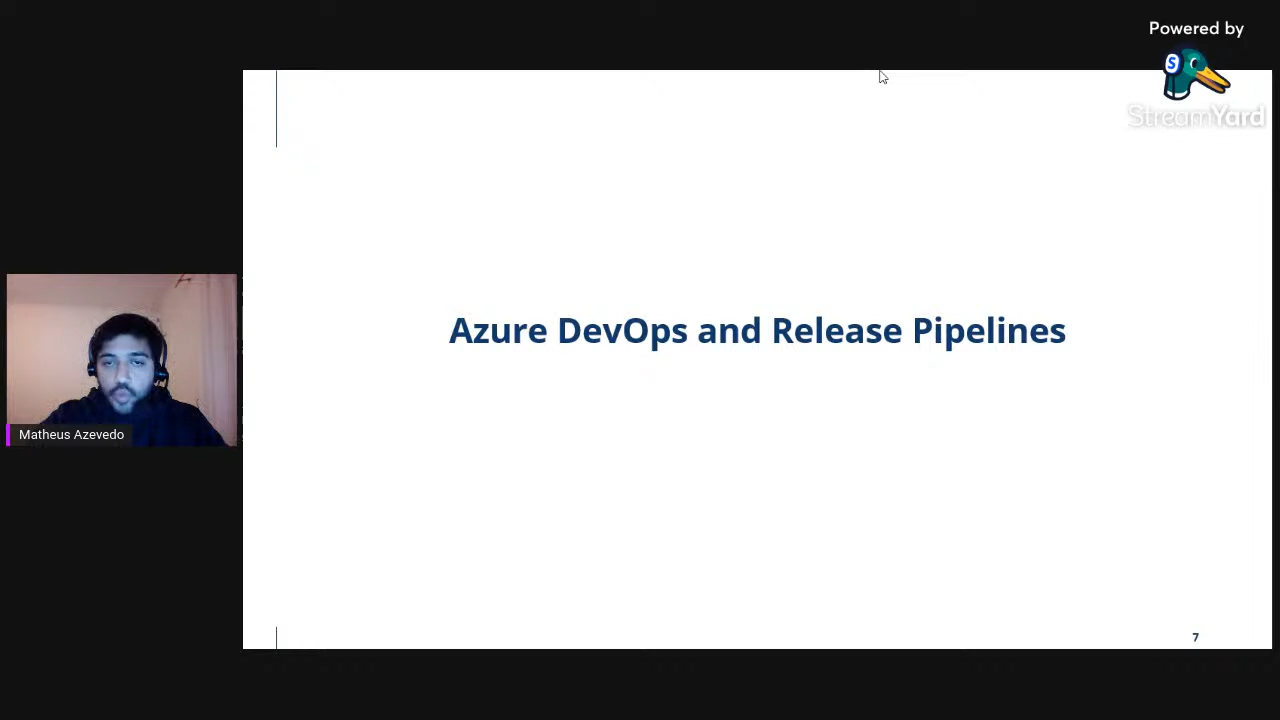 Powered by
S
StreamYard
Azure DevOps and Release Pipelines
Matheus Azevedo
7